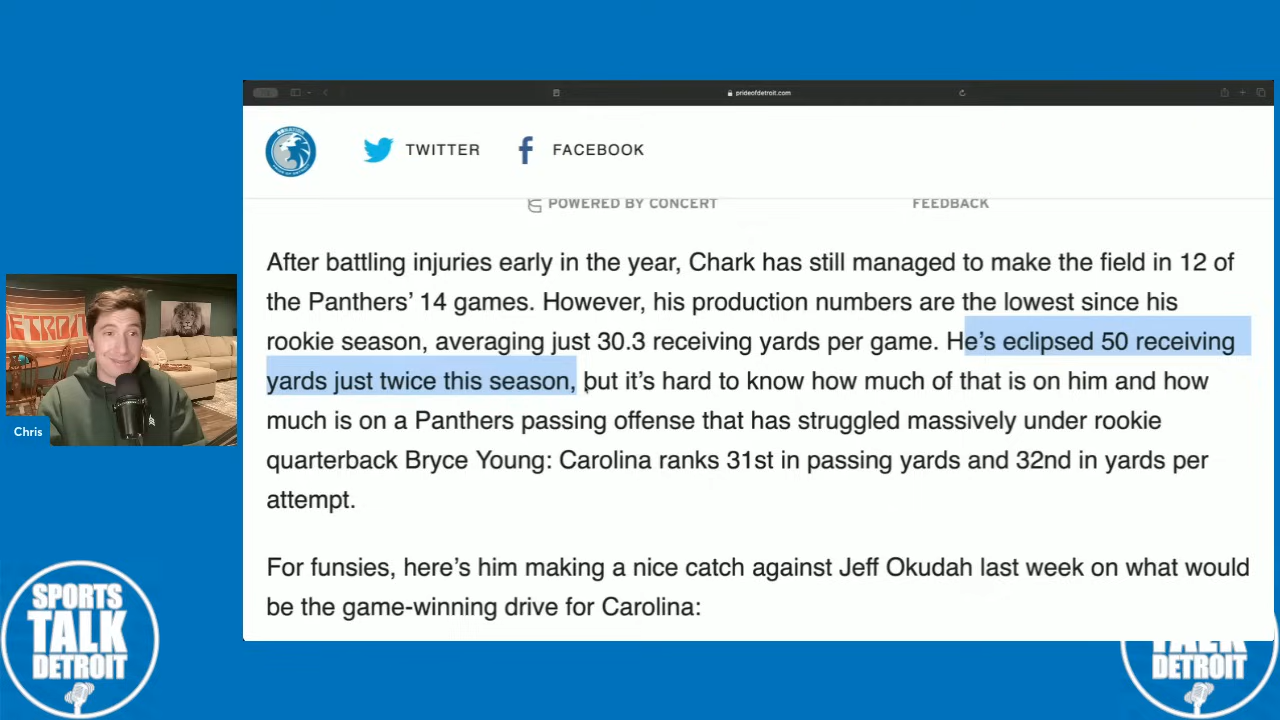 prideofdetroit.com
TWITTER
FACEBOOK
POWERED BY CONCERT
FEEDBACK
After battling injuries early in the year, Chark has still managed to make the field in 12 of
the Panthers’ 14 games. However, his production numbers are the lowest since his
rookie season, averaging just 30.3 receiving yards per game. He’s eclipsed 50 receiving
yards just twice this season, but it’s hard to know how much of that is on him and how
much is on a Panthers passing offense that has struggled massively under rookie
quarterback Bryce Young: Carolina ranks 31st in passing yards and 32nd in yards per
attempt.
For funsies, here’s him making a nice catch against Jeff Okudah last week on what would
be the game-winning drive for Carolina:
Chris
SPORTS
TALK
DETROIT
TALK
DETROIT